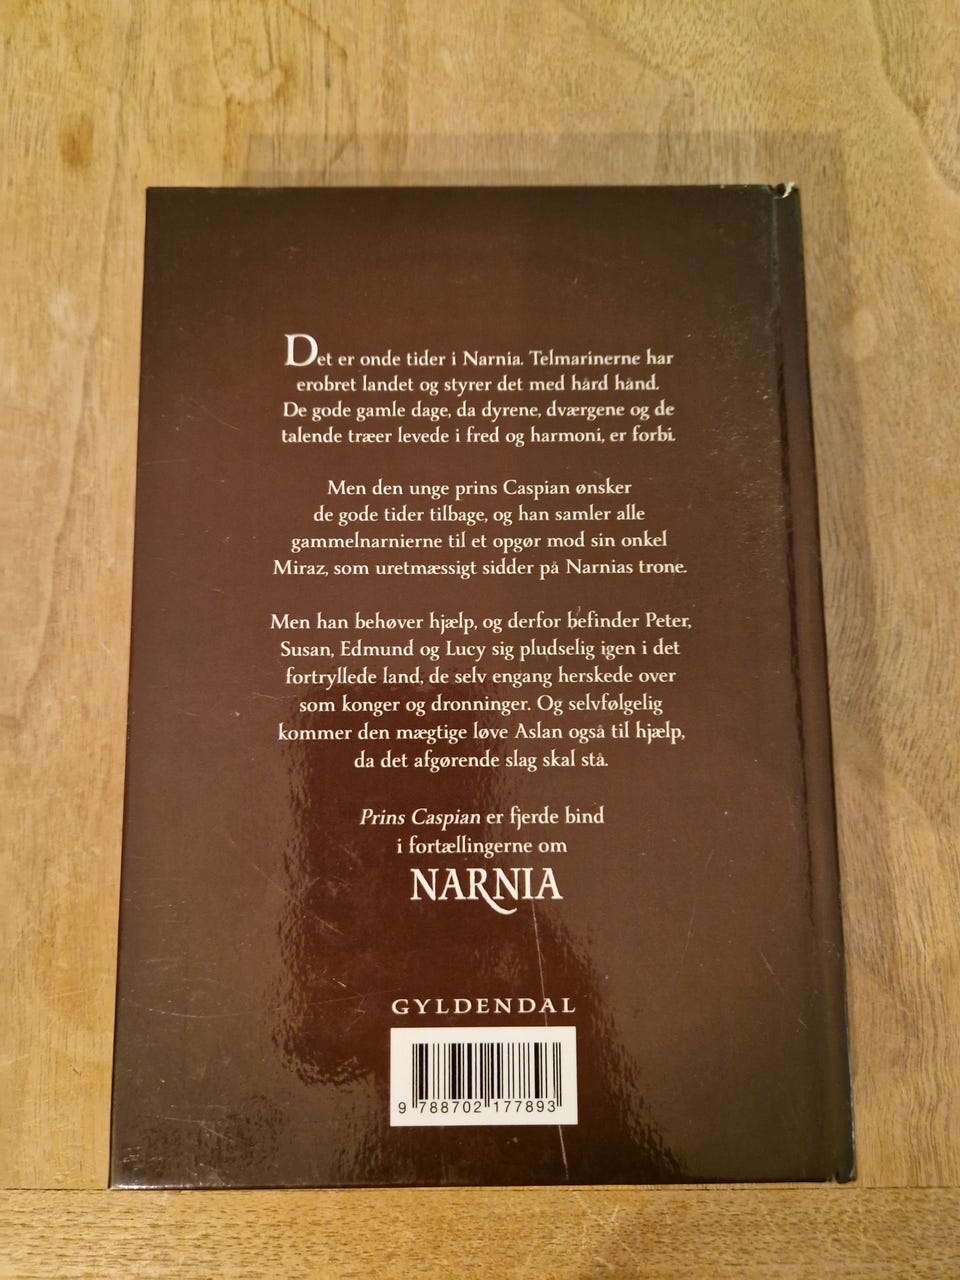 Det er onde tider i Narnia. Telmarinerne har
erobret landet og styrer det med hård hånd.
De gode gamle dage, da dyrene, dværgene og de
talende træer levede i fred og harmoni, er forbi.
Men den unge prins Caspian ønsker
de gode tider tilbage, og han samler alle
gammelnarnierne til et opgør mod sin onkel
Miraz, som uretmæssigt sidder på Narnias trone.
Men han behøver hjælp, og derfor befinder Peter,
Susan, Edmund og Lucy sig pludselig igen i det
fortryllede land, de selv engang herskede over
som konger og dronninger. Og selvfølgelig
kommer den mægtige løve Aslan også til hjælp,
da det afgørende slag skal stå.
Prins Caspian er fjerde bind
i fortællingerne om
NARNIA
GYLDENDAL
9 788702 177893